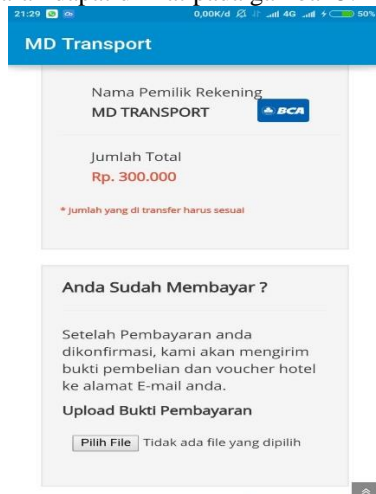 21:29 0,00K/d 4G 50%
MD Transport
Nama Pemilik Rekening
MD TRANSPORT BCA
Jumlah Total
Rp. 300.000
* jumlah yang di transfer harus sesuai
Anda Sudah Membayar ?
Setelah Pembayaran anda
dikonfirmasi, kami akan mengirim
bukti pembelian dan voucher hotel
ke alamat E-mail anda.
Upload Bukti Pembayaran
Pilih File Tidak ada file yang dipilih